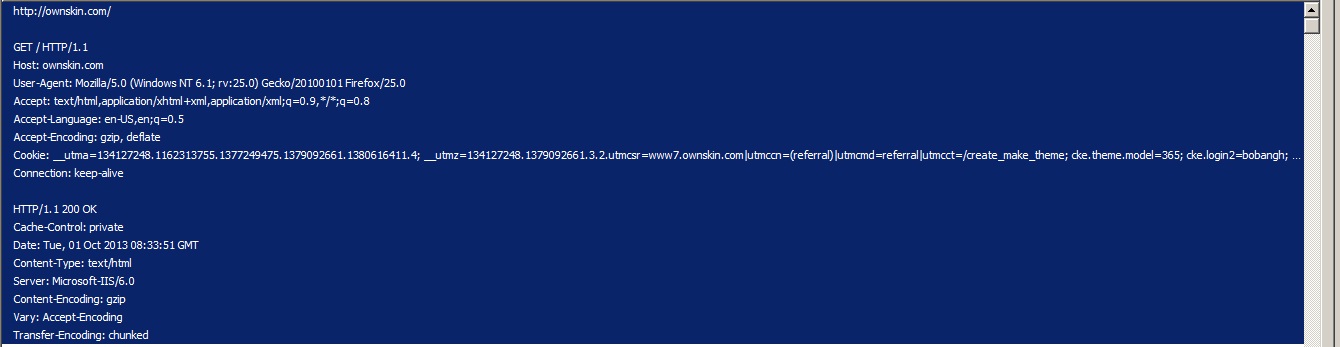 http://ownskin.com/
GET / HTTP/1.1
Host: ownskin.com
User-Agent: Mozilla/5.0 (Windows NT 6.1; rv:25.0) Gecko/20100101 Firefox/25.0
Accept: text/html,application/xhtml+xml,application/xml;q=0.9,*/*;q=0.8
Accept-Language: en-US,en;q=0.5
Accept-Encoding: gzip, deflate
Cookie: __utma=134127248.1162313755.1377249475.1379092661.1380616411.4; __utmz=134127248.1379092661.3.2.utmcsr=www7.ownskin.com|utmccn=(referral)|utmcmd=referral|utmcct=/create_make_theme; cke.theme.model=365; cke.login2=bobangh; ...
Connection: keep-alive
HTTP/1.1 200 OK
Cache-Control: private
Date: Tue, 01 Oct 2013 08:33:51 GMT
Content-Type: text/html
Server: Microsoft-IIS/6.0
Content-Encoding: gzip
Vary: Accept-Encoding
Transfer-Encoding: chunked